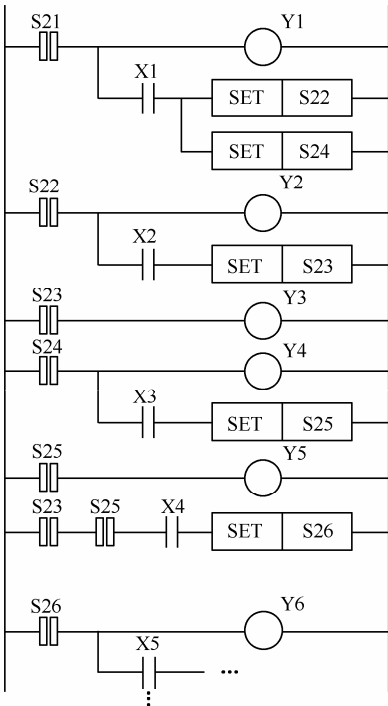 S21 Y1
X1
SET S22
SET S24
S22 Y2
X2
SET S23
S23 Y3
S24 Y4
X3
SET S25
S25 Y5
S23 S25 X4
SET S26
S26 Y6
X5
...